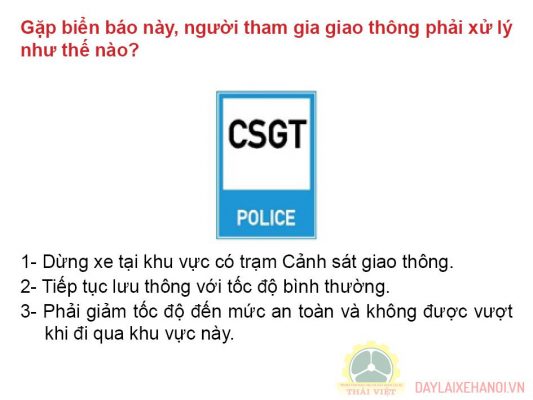 Gặp biển báo này, người tham gia giao thông phải xử lý
như thế nào?
CSGT
POLICE
1- Dừng xe tại khu vực có trạm Cảnh sát giao thông.
2- Tiếp tục lưu thông với tốc độ bình thường.
3- Phải giảm tốc độ đến mức an toàn và không được vượt
khi đi qua khu vực này.
THÁI VIỆT
DAYLAIXEHANOI.VN